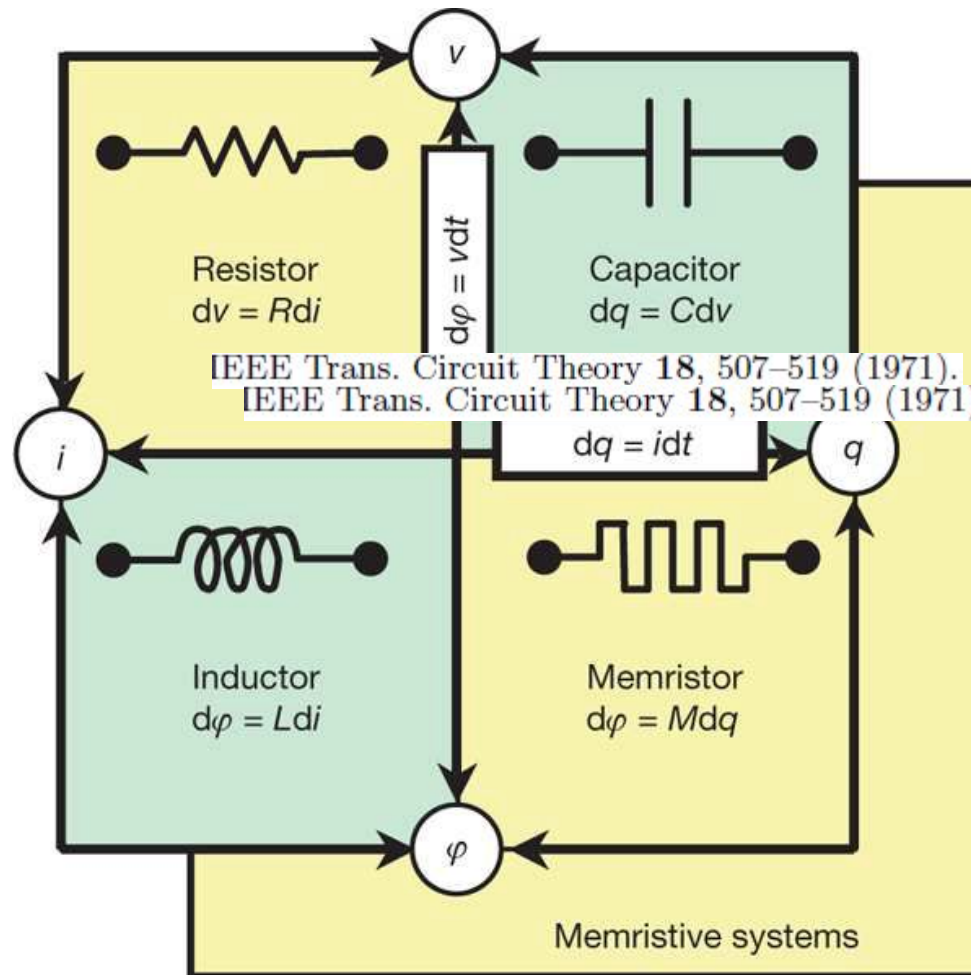 v
Resistor
dv = Rdi
dφ = vdt
Capacitor
dq = Cdv
IEEE Trans. Circuit Theory 18, 507–519 (1971).
IEEE Trans. Circuit Theory 18, 507–519 (1971)
i
dq = idt
q
Inductor
dφ = Ldi
Memristor
dφ = Mdq
φ
Memristive systems